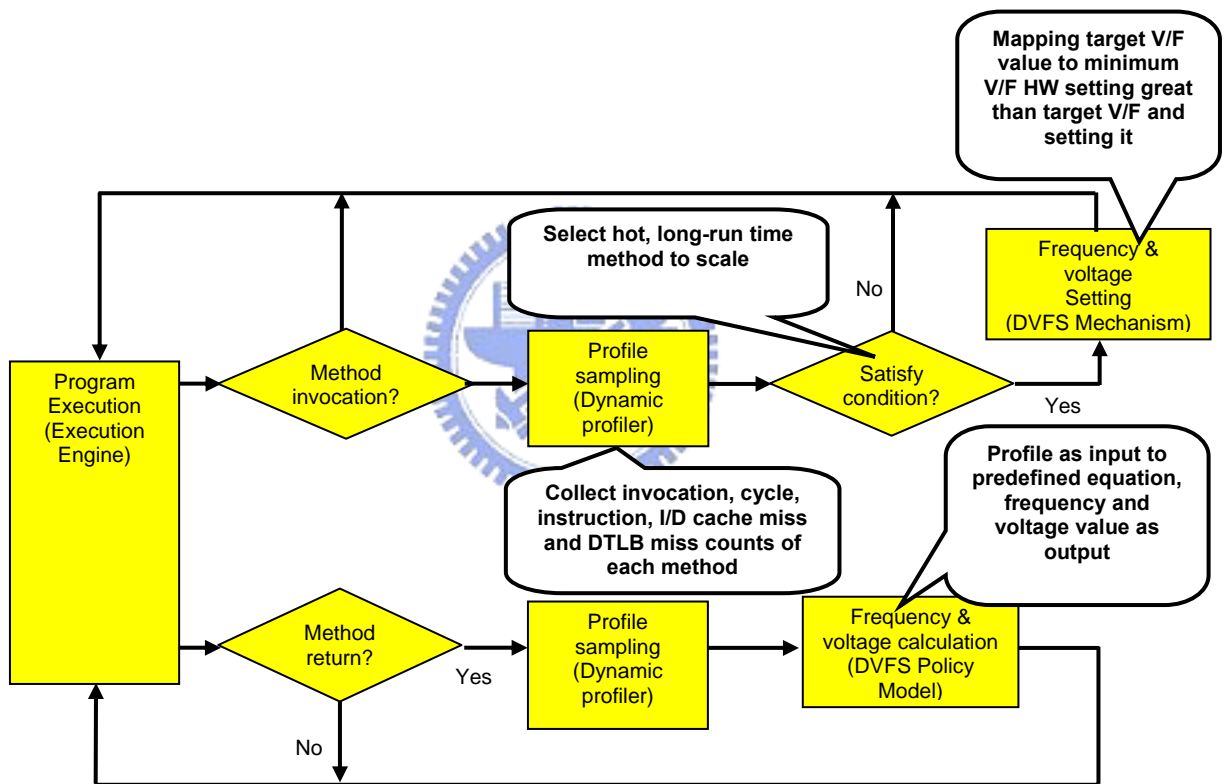 Mapping target V/F
value to minimum
V/F HW setting great
than target V/F and
setting it
Select hot, long-run time
method to scale
No
Frequency &
voltage
Setting
(DVFS Mechanism)
Program
Execution
(Execution
Engine)
Method
invocation?
Profile
sampling
(Dynamic
profiler)
Satisfy
condition?
Yes
Collect invocation, cycle,
instruction, I/D cache miss
and DTLB miss counts of
each method
Profile as input to
predefined equation,
frequency and
voltage value as
output
Method
return?
Yes
Profile
sampling
(Dynamic
profiler)
Frequency &
voltage calculation
(DVFS Policy
Model)
No